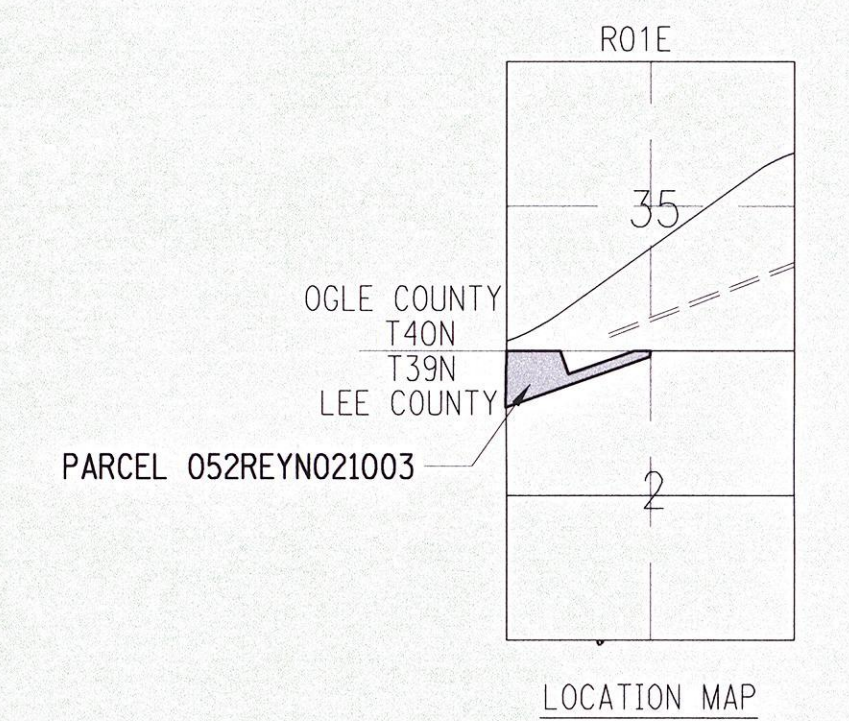 R01E
35
OGLE COUNTY
T40N
T39N
LEE COUNTY
PARCEL 052REYN021003
2
LOCATION MAP